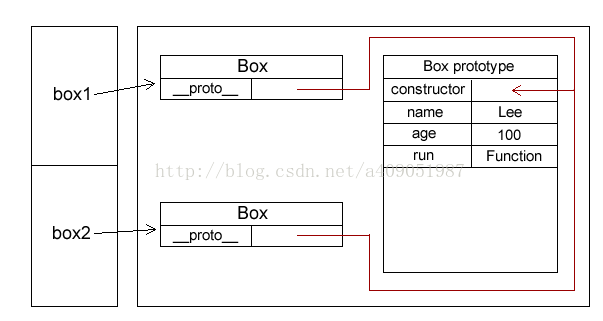 box1
box2
Box
__proto__
Box
__proto__
Box prototype
constructor
name Lee
age 100
run Function
http://blog.csdn.net/a409051987